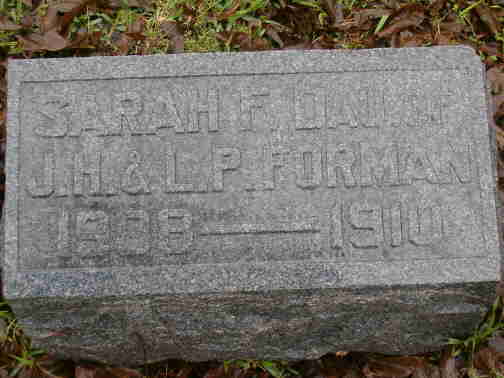 SARAH F. DAU. OF
J.H. & L.P. FORMAN
1908 — 1910